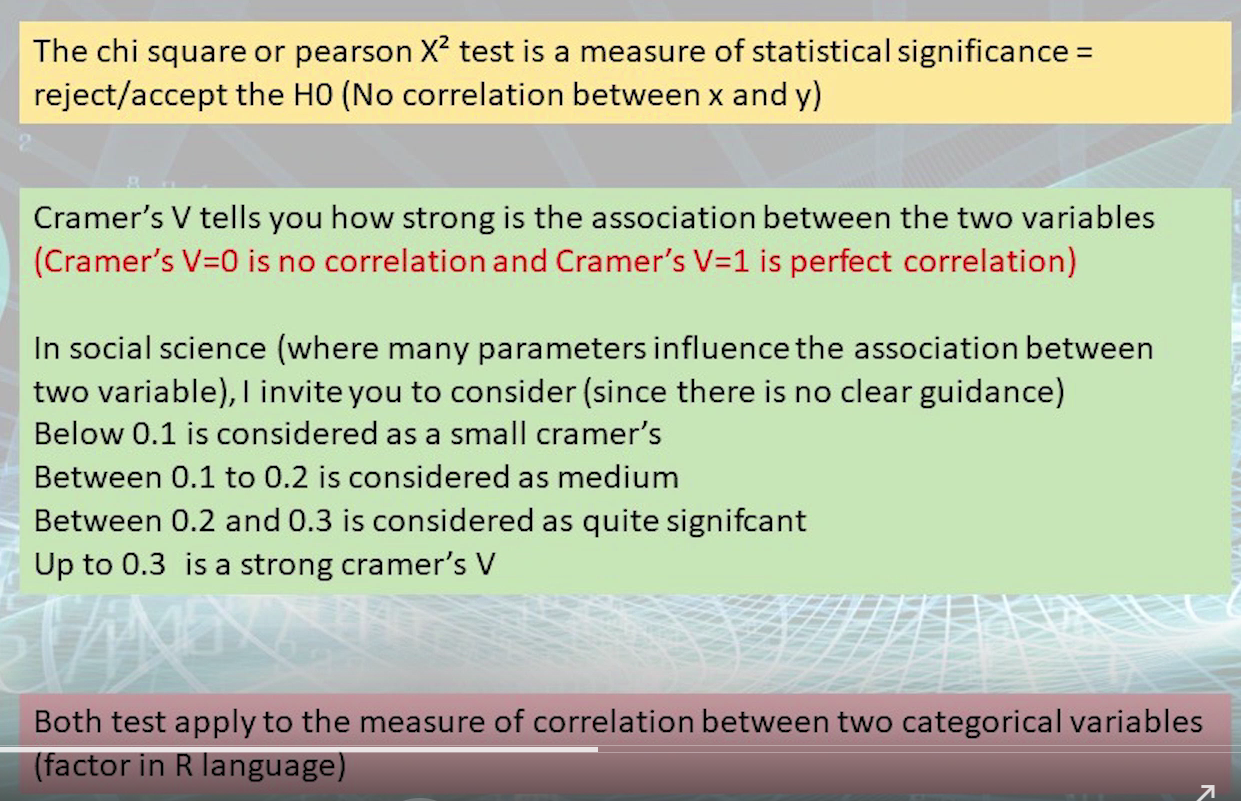 The chi square or pearson X² test is a measure of statistical significance =
reject/accept the H0 (No correlation between x and y)
Cramer's V tells you how strong is the association between the two variables
(Cramer's V=0 is no correlation and Cramer's V=1 is perfect correlation)
In social science (where many parameters influence the association between
two variable), I invite you to consider (since there is no clear guidance)
Below 0.1 is considered as a small cramer's
Between 0.1 to 0.2 is considered as medium
Between 0.2 and 0.3 is considered as quite signifcant
Up to 0.3 is a strong cramer's V
Both test apply to the measure of correlation between two categorical variables
(factor in R language)